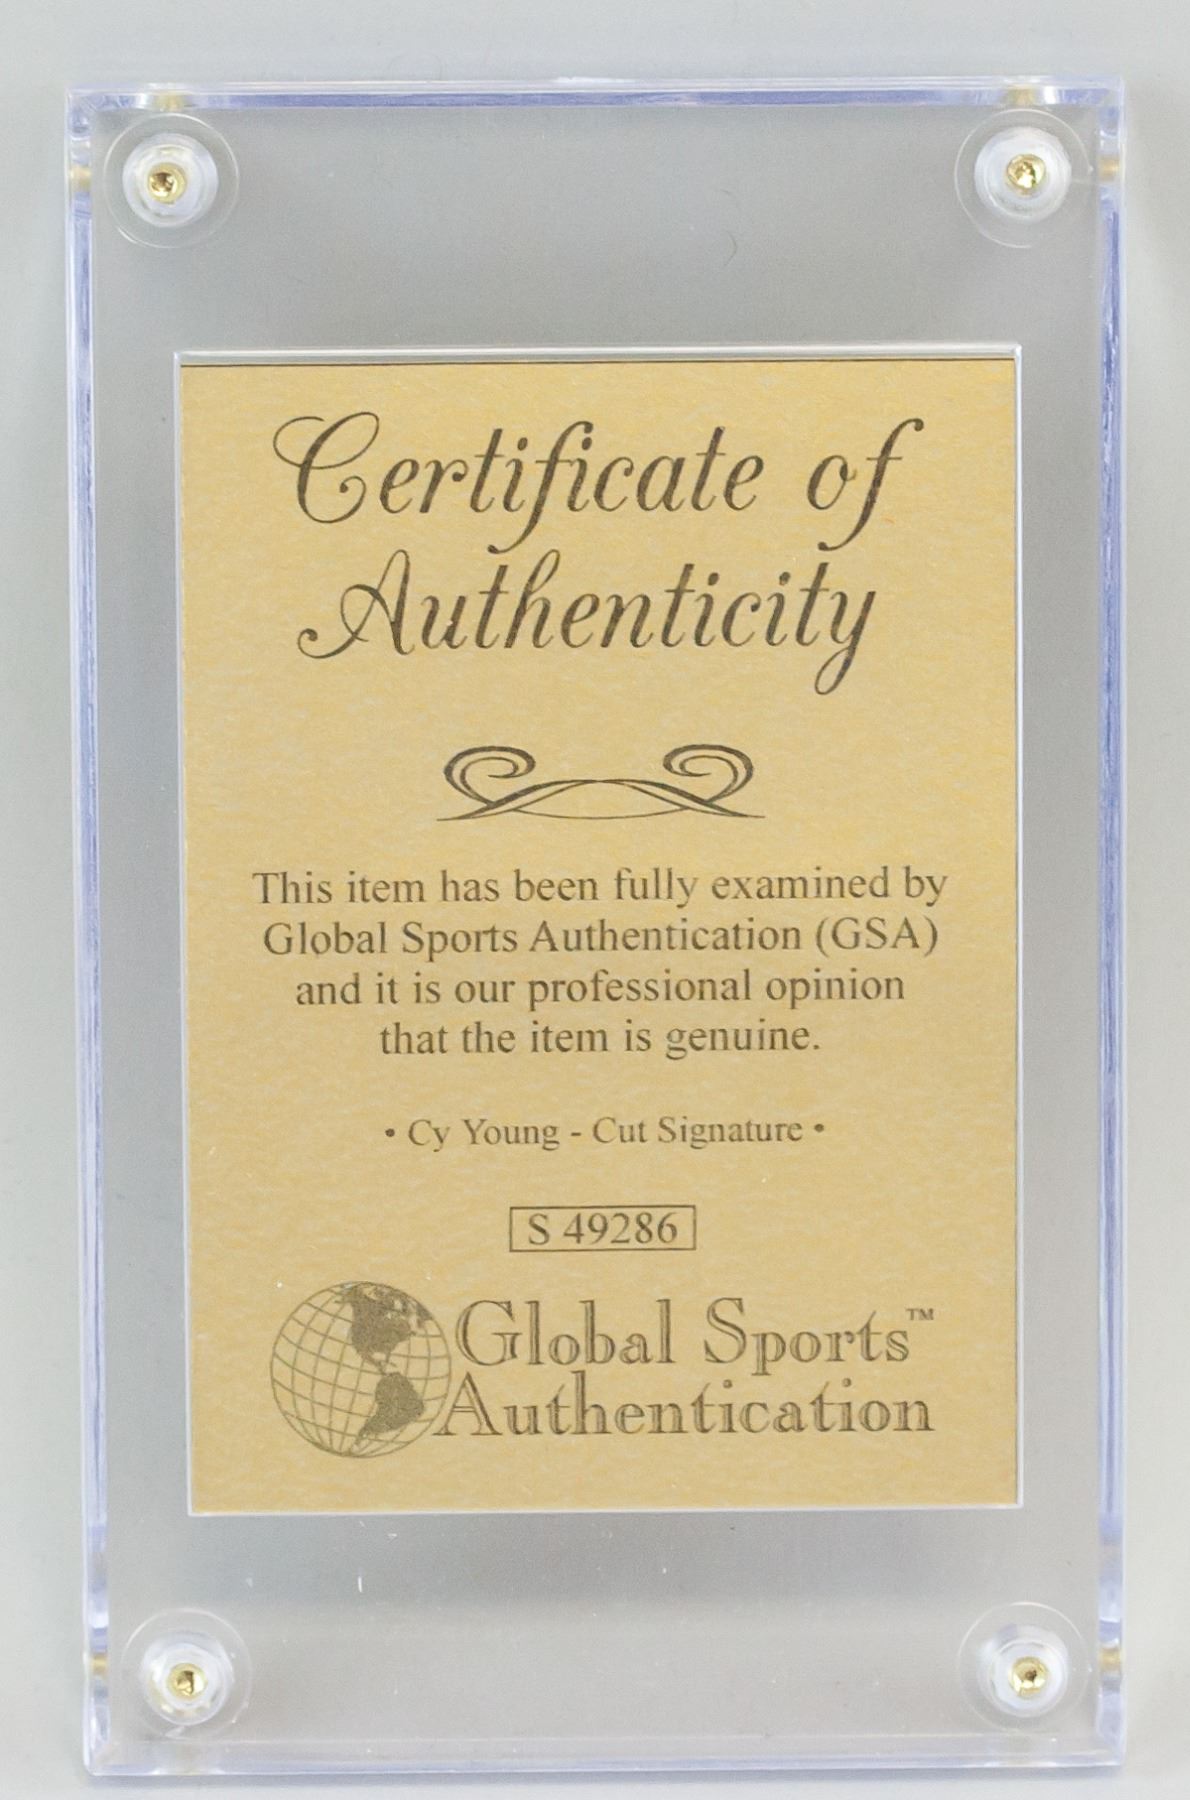 Certificate of
Authenticity
This item has been fully examined by
Global Sports Authentication (GSA)
and it is our professional opinion
that the item is genuine.
• Cy Young - Cut Signature •
S 49286
Global Sports™
Authentication